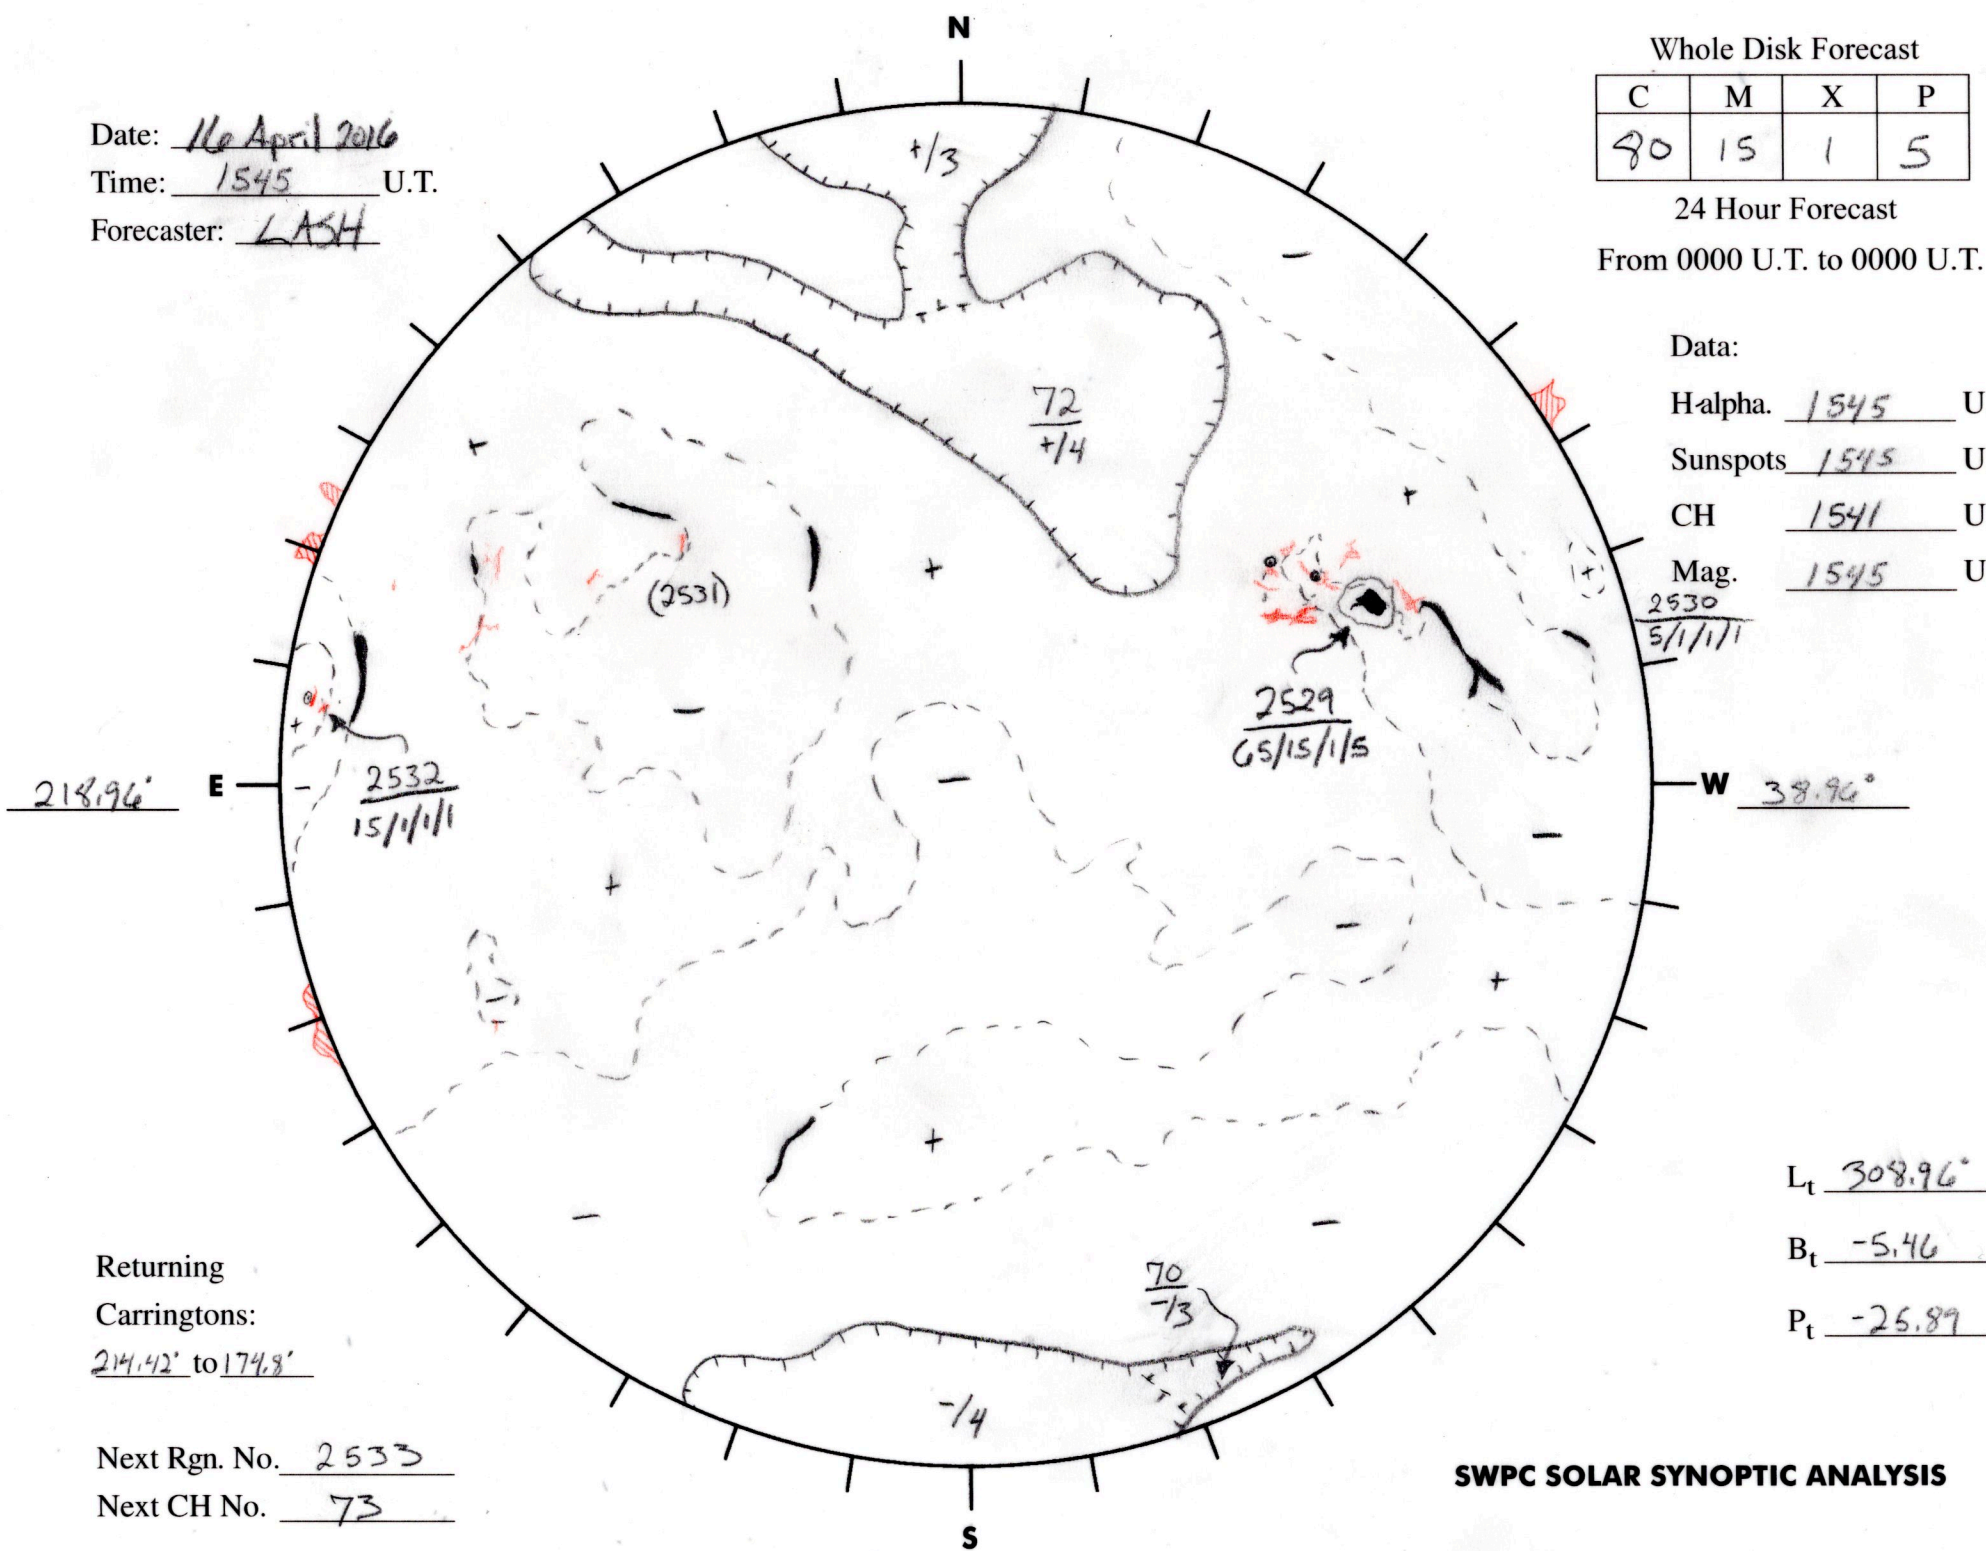 N
Whole Disk Forecast
C M X P
80 15 1 5
24 Hour Forecast
From 0000 U.T. to 0000 U.T.
Date: 16 April 2016
Time: 1545 U.T.
Forecaster: LASH
+/3
-
Data:
H-alpha. 1545 U
Sunspots 1545 U
CH 1541 U
Mag. 1545 U
2530
5/1/1/1
72
+/4
+
+
+
+
(2531)
2529
65/15/1/5
-
+
2532
15/1/1/1
-
218.96° E
-
W 38.96°
-
+
-
+
-
+
-
-
Lt 308.96°
Bt -5.46
Pt -25.89
Returning
Carringtons:
214.42° to 174.8°
70
-/3
-/4
Next Rgn. No. 2533
Next CH No. 73
SWPC SOLAR SYNOPTIC ANALYSIS
S